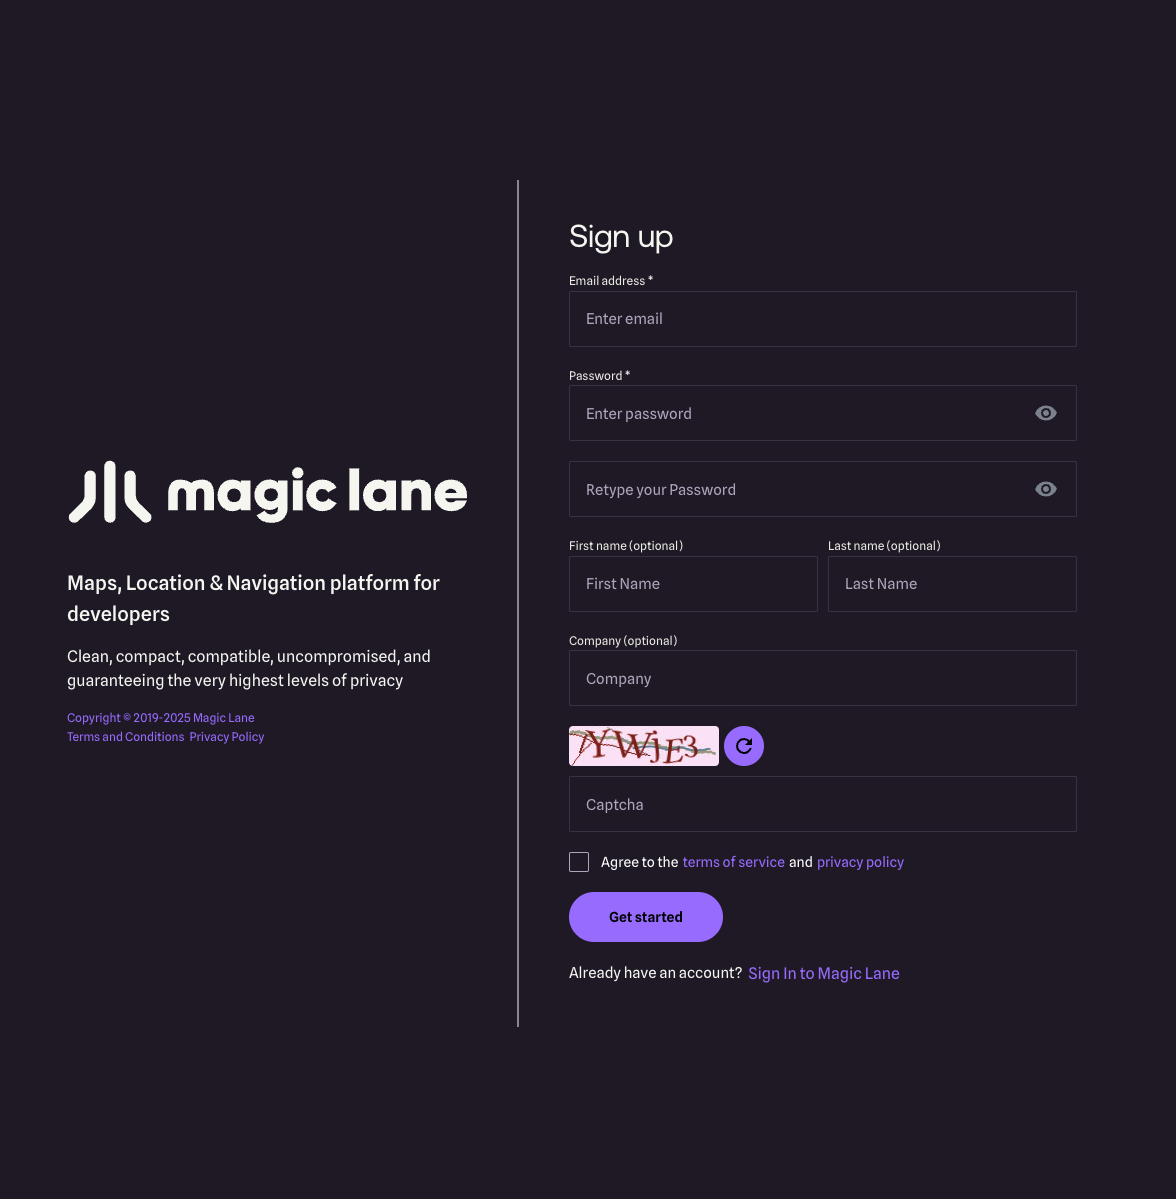 magic lane
Maps, Location & Navigation platform for
developers
Clean, compact, compatible, uncompromised, and
guaranteeing the very highest levels of privacy
Copyright © 2019-2025 Magic Lane
Terms and Conditions Privacy Policy
Sign up
Email address *
Enter email
Password *
Enter password
Retype your Password
First name (optional) Last name (optional)
First Name Last Name
Company (optional)
Company
Captcha
Agree to the terms of service and privacy policy
Get started
Already have an account? Sign In to Magic Lane